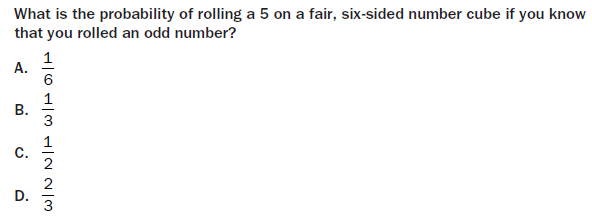 What is the probability of rolling a 5 on a fair, six-sided number cube if you know
that you rolled an odd number?
A. 1/6
B. 1/3
C. 1/2
D. 2/3